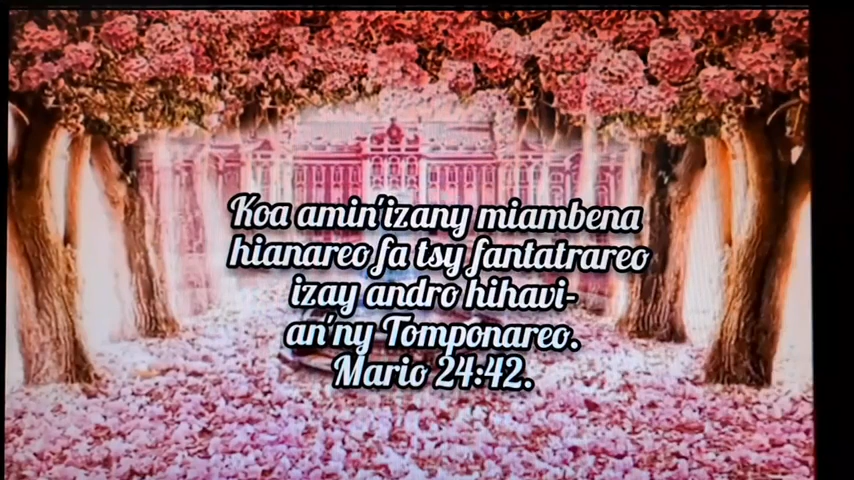 Koa amin'izany miambena
hianareo fa tsy fantatrareo
izay andro hihavi-
an'ny Tomponareo.
Mario 24:42.